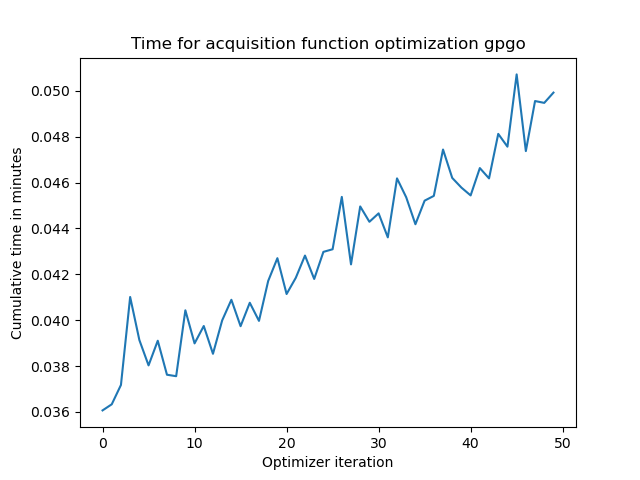 Time for acquisition function optimization gpgo
0.050
0.048
0.046
0.044
0.042
0.040
0.038
0.036
Cumulative time in minutes
0 10 20 30 40 50
Optimizer iteration